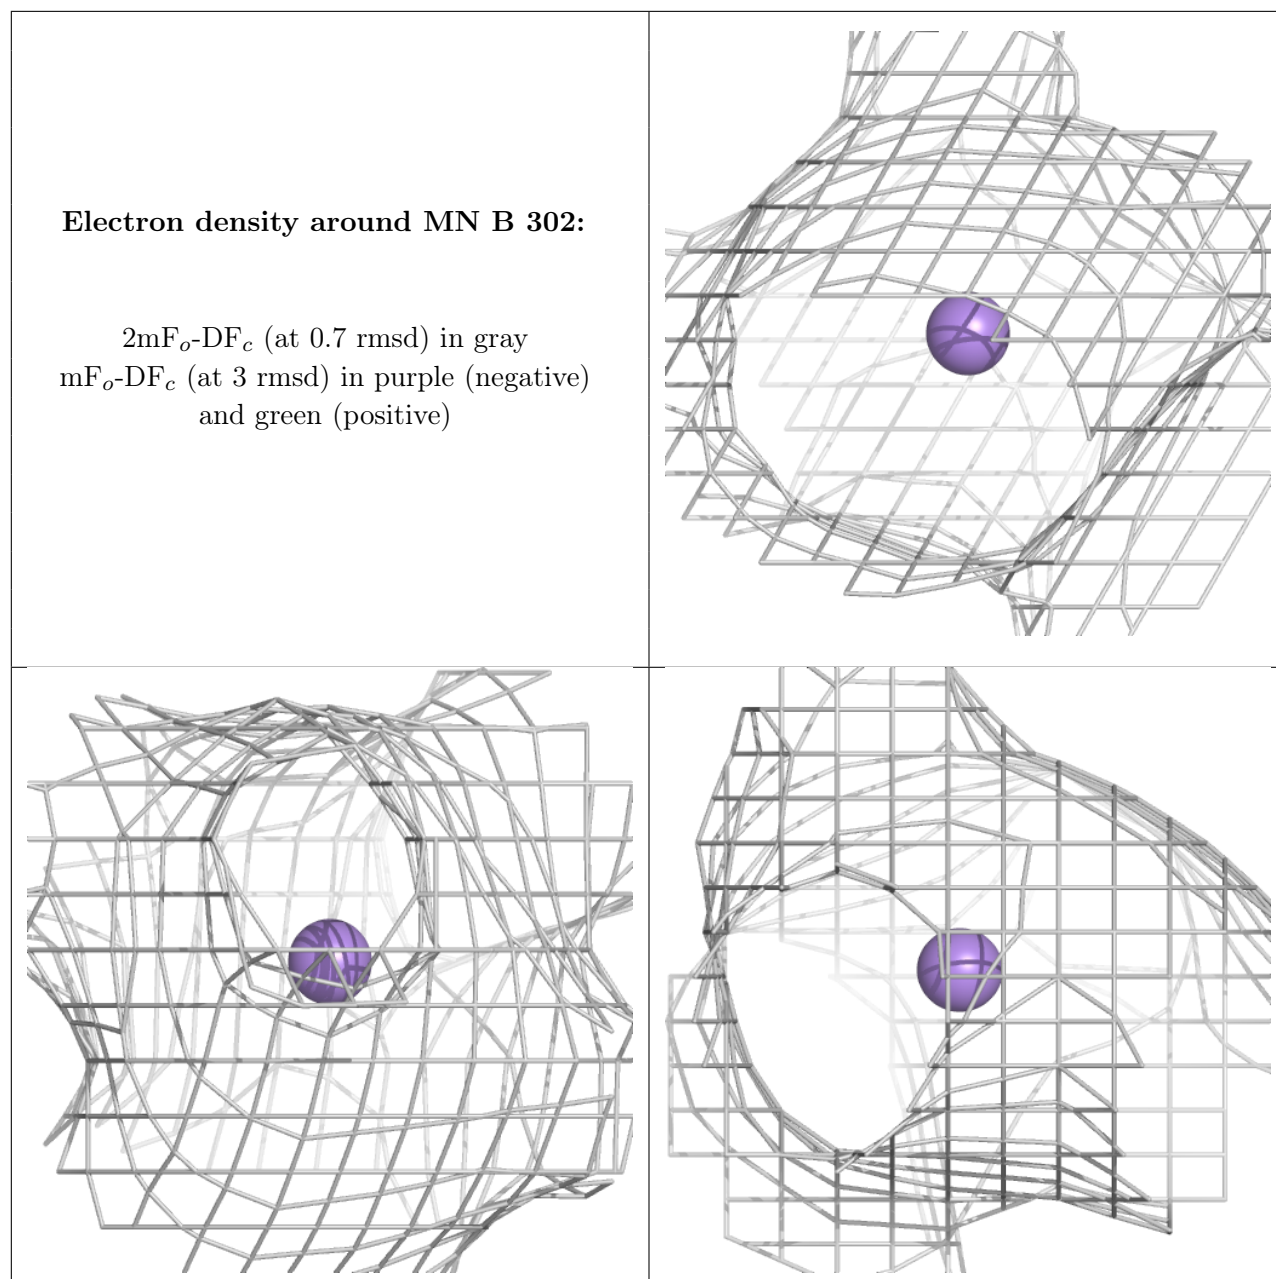 Electron density around MN B 302:
2mFo-DFc (at 0.7 rmsd) in gray
mFo-DFc (at 3 rmsd) in purple (negative)
and green (positive)